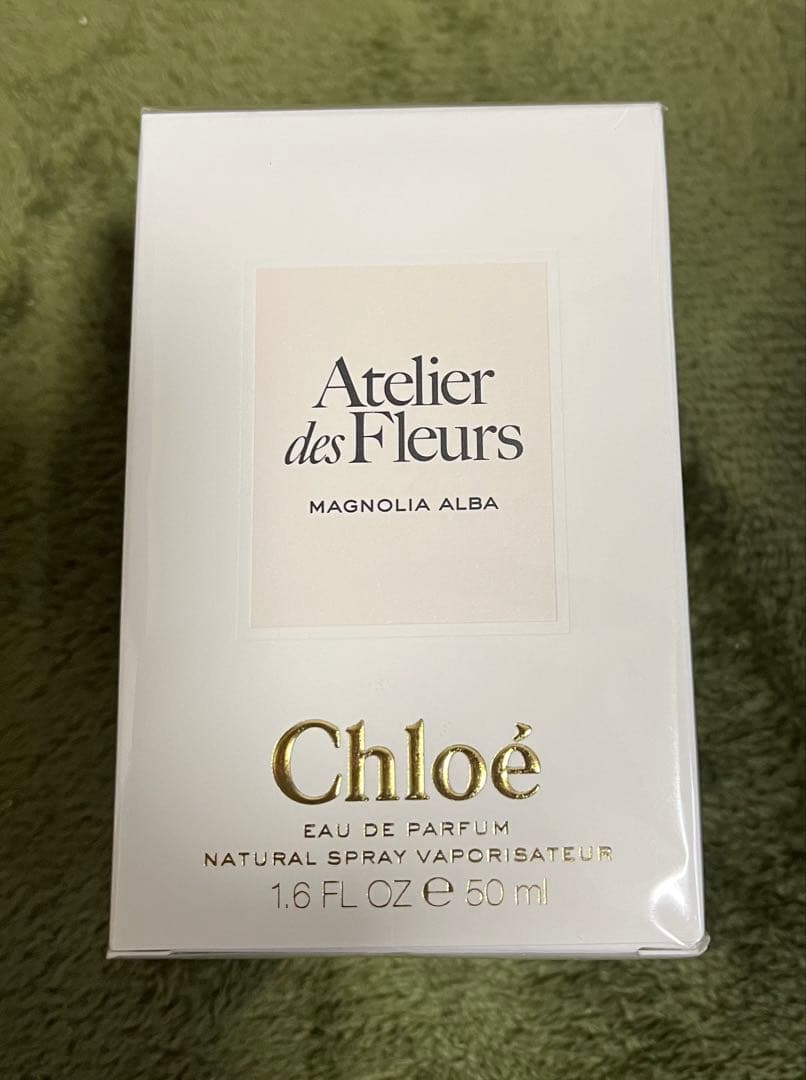 Atelier
des Fleurs
MAGNOLIA ALBA
Chloé
EAU DE PARFUM
NATURAL SPRAY VAPORISATEUR
1.6 FL OZ ℮ 50 ml